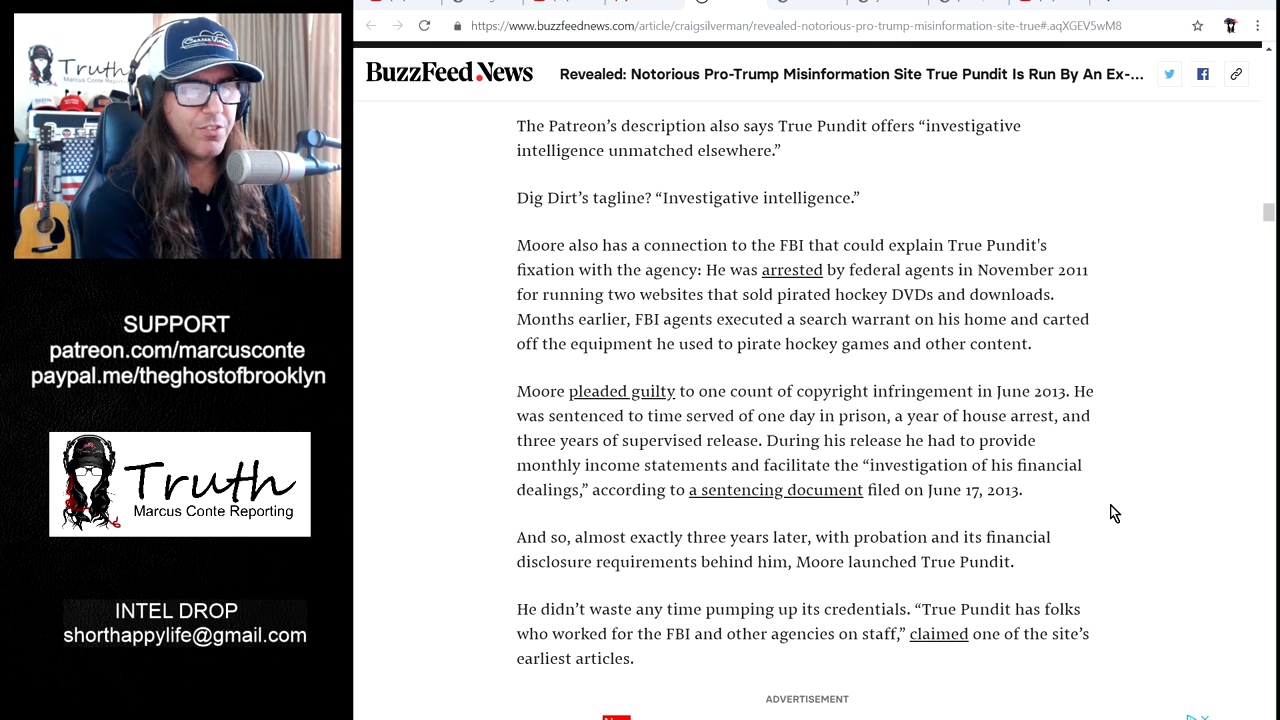 https://www.buzzfeednews.com/article/craigsilverman/revealed-notorious-pro-trump-misinformation-site-true#.aqXGEV5wM8
BuzzFeed News
Revealed: Notorious Pro-Trump Misinformation Site True Pundit Is Run By An Ex-...
Truth
Marcus Conte Reporting
SUPPORT
patreon.com/marcusconte
paypal.me/theghostofbrooklyn
Truth
Marcus Conte Reporting
INTEL DROP
shorthappylife@gmail.com
The Patreon’s description also says True Pundit offers “investigative
intelligence unmatched elsewhere.”
Dig Dirt’s tagline? “Investigative intelligence.”
Moore also has a connection to the FBI that could explain True Pundit's
fixation with the agency: He was arrested by federal agents in November 2011
for running two websites that sold pirated hockey DVDs and downloads.
Months earlier, FBI agents executed a search warrant on his home and carted
off the equipment he used to pirate hockey games and other content.
Moore pleaded guilty to one count of copyright infringement in June 2013. He
was sentenced to time served of one day in prison, a year of house arrest, and
three years of supervised release. During his release he had to provide
monthly income statements and facilitate the “investigation of his financial
dealings,” according to a sentencing document filed on June 17, 2013.
And so, almost exactly three years later, with probation and its financial
disclosure requirements behind him, Moore launched True Pundit.
He didn’t waste any time pumping up its credentials. “True Pundit has folks
who worked for the FBI and other agencies on staff,” claimed one of the site’s
earliest articles.
ADVERTISEMENT